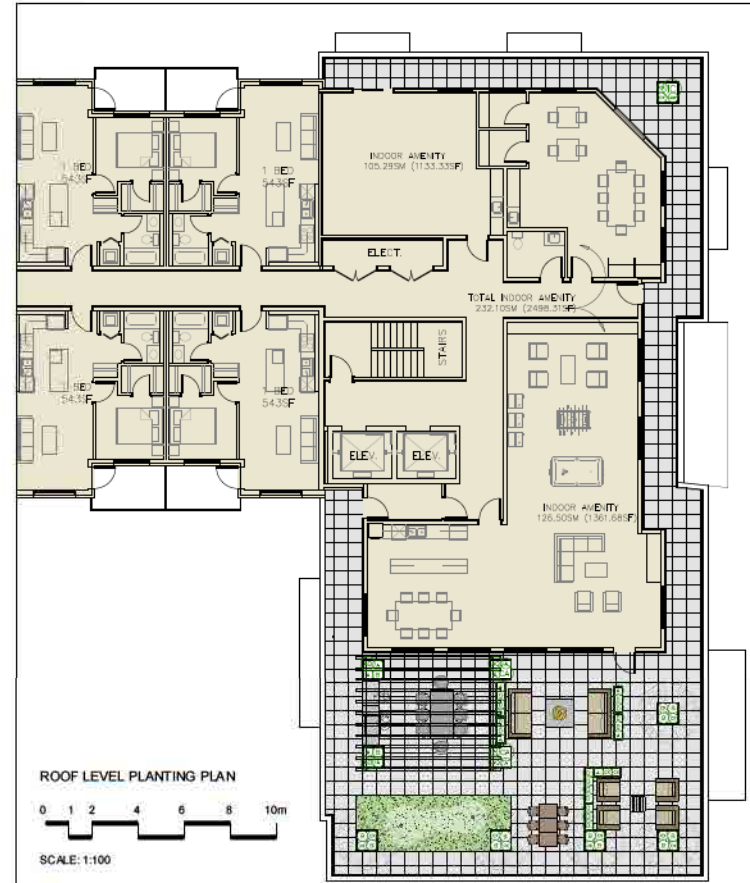 1 BED
543SF
1 BED
543SF
INDOOR AMENITY
105.29SM (1133.33SF)
ELECT.
TOTAL INDOOR AMENITY
232.10SM (2498.31SF)
STAIRS
1 BED
543SF
1 BED
543SF
ELEV.
ELEV.
INDOOR AMENITY
126.50SM (1361.68SF)
ROOF LEVEL PLANTING PLAN
0 1 2 4 6 8 10m
SCALE: 1:100